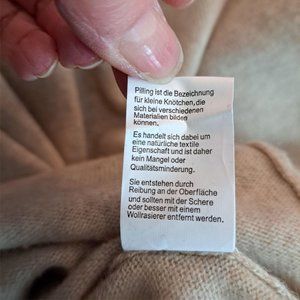 Pilling ist die Bezeichnung
für kleine Knötchen, die
sich bei verschiedenen
Materialien bilden
können.
Es handelt sich dabei um
eine natürliche textile
Eigenschaft und ist daher
kein Mangel oder
Qualitätsminderung.
Sie entstehen durch
Reibung an der Oberfläche
und sollten mit der Schere
oder besser mit einem
Wollrasierer entfernt werden.